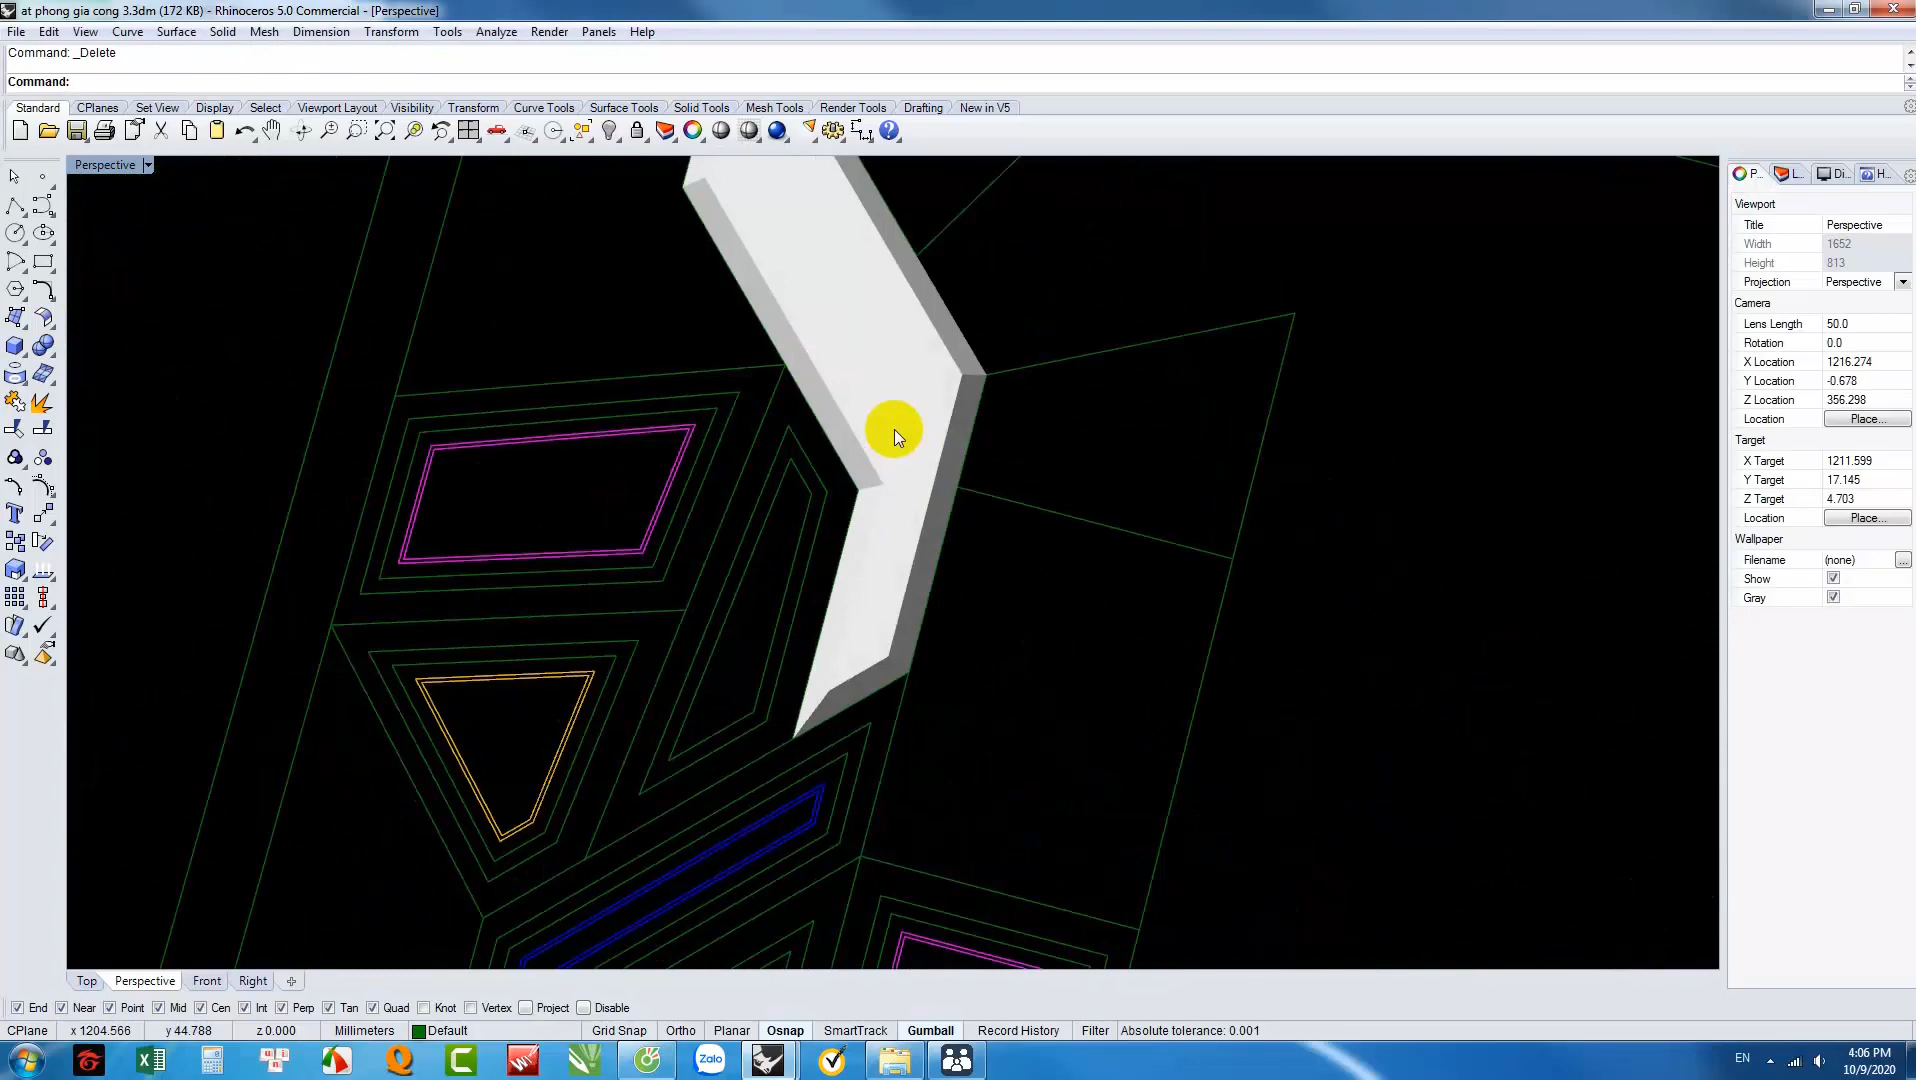 at phong gia cong 3.3dm (172 KB) - Rhinoceros 5.0 Commercial - [Perspective]
File Edit View Curve Surface Solid Mesh Dimension Transform Tools Analyze Render Panels Help
Command: _Delete
Command:
Standard CPlanes Set View Display Select Viewport Layout Visibility Transform Curve Tools Surface Tools Solid Tools Mesh Tools Render Tools Drafting New in V5
Perspective
P... L... Di... H...
Viewport
Title Perspective
Width 1652
Height 813
Projection Perspective
Camera
Lens Length 50.0
Rotation 0.0
X Location 1216.274
Y Location -0.678
Z Location 356.298
Location Place...
Target
X Target 1211.599
Y Target 17.145
Z Target 4.703
Location Place...
Wallpaper
Filename (none) ...
Show
Gray
Top Perspective Front Right
End Near Point Mid Cen Int Perp Tan Quad Knot Vertex Project Disable
CPlane x 1204.566 y 44.788 z 0.000 Millimeters Default Grid Snap Ortho Planar Osnap SmartTrack Gumball Record History Filter Absolute tolerance: 0.001
Zalo
EN
4:06 PM
10/9/2020